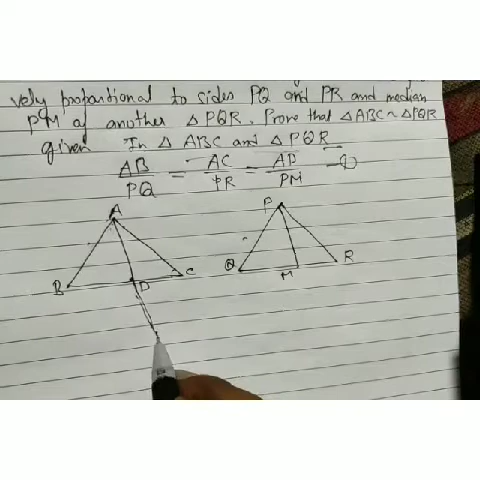 vely proportional to sides PQ and PR and median
PM of another △ PQR. Prove that △ABC ~ △PQR
given In △ ABC and △ PQR
AB/PQ = AC/PR = AD/PM —①
A P
B D C Q M R